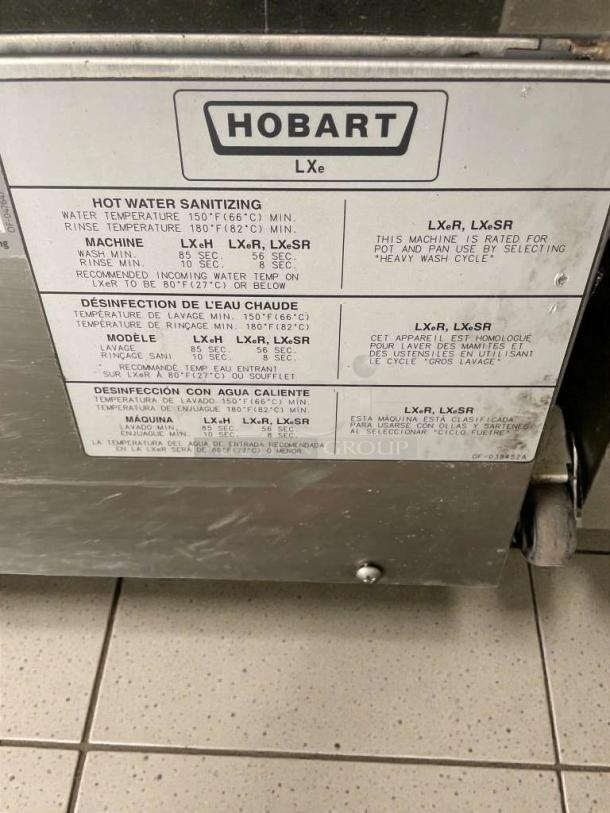 HOBART
LXe
HOT WATER SANITIZING
WATER TEMPERATURE 150°F(66°C) MIN.
RINSE TEMPERATURE 180°F(82°C) MIN.
MACHINE LXeH LXeR, LXeSR
WASH MIN. 85 SEC. 56 SEC.
RINSE MIN. 10 SEC. 8 SEC.
RECOMMENDED INCOMING WATER TEMP ON
LXeR TO BE 80°F(27°C) OR BELOW
LXeR, LXeSR
THIS MACHINE IS RATED FOR
POT AND PAN USE BY SELECTING
"HEAVY WASH CYCLE"
DÉSINFECTION DE L'EAU CHAUDE
TEMPÉRATURE DE LAVAGE MIN. 150°F(66°C)
TEMPÉRATURE DE RINÇAGE MIN. 180°F(82°C)
MODÈLE LXeH LXeR, LXeSR
LAVAGE 85 SEC. 56 SEC.
RINÇAGE SANI 10 SEC. 8 SEC.
RECOMMANDÉ TEMP. EAU ENTRANT
SUR LXeR À 80°F(27°C) OU SOUFFLET
LXeR, LXeSR
CET APPAREIL EST HOMOLOGUÉ
POUR LAVER DES MAMITES ET
DES USTENSILES EN UTILISANT
LE CYCLE "GROS LAVAGE"
DESINFECCIÓN CON AGUA CALIENTE
TEMPERATURA DE LAVADO 150°F(66°C) MIN.
TEMPERATURA DE ENJUAGUE 180°F(82°C) MIN.
MÁQUINA LXeH LXeR, LXeSR
LAVADO MIN. 85 SEC. 56 SEC.
ENJUAGUE MIN. 10 SEC. 8 SEC.
LA TEMPERATURA DEL AGUA DE ENTRADA RECOMENDADA
EN LA LXeR SERÁ DE 80°F(27°C) O MENOR
LXeR, LXeSR
ESTA MÁQUINA ESTÁ CLASIFICADA
PARA USARSE CON OLLAS Y SARTENES
AL SELECCIONAR "CICLO FUETRE"
OF-038452A
GROUP